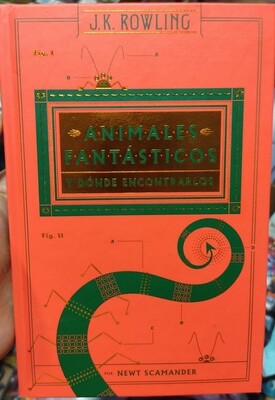 J.K. ROWLING
Fig. I
a
ANIMALES
FANTÁSTICOS
Y DÓNDE ENCONTRARLOS
Fig. II
a
b
c
e
POR NEWT SCAMANDER